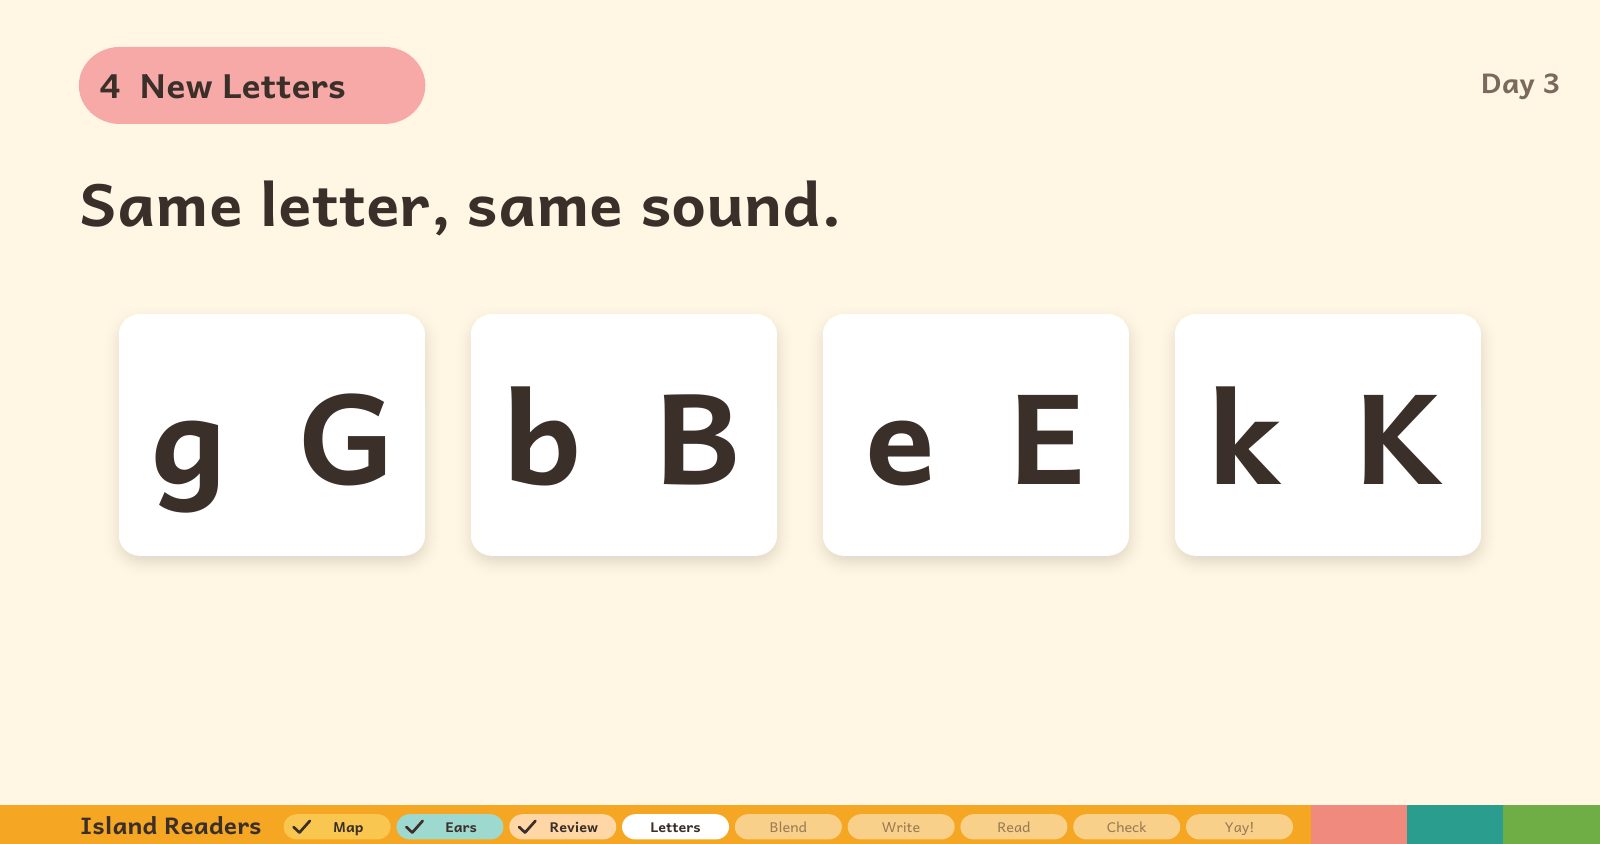 4 New Letters
Day 3
Same letter, same sound.
g G b B e E k K
Island Readers Map Ears Review Letters Blend Write Read Check Yay!